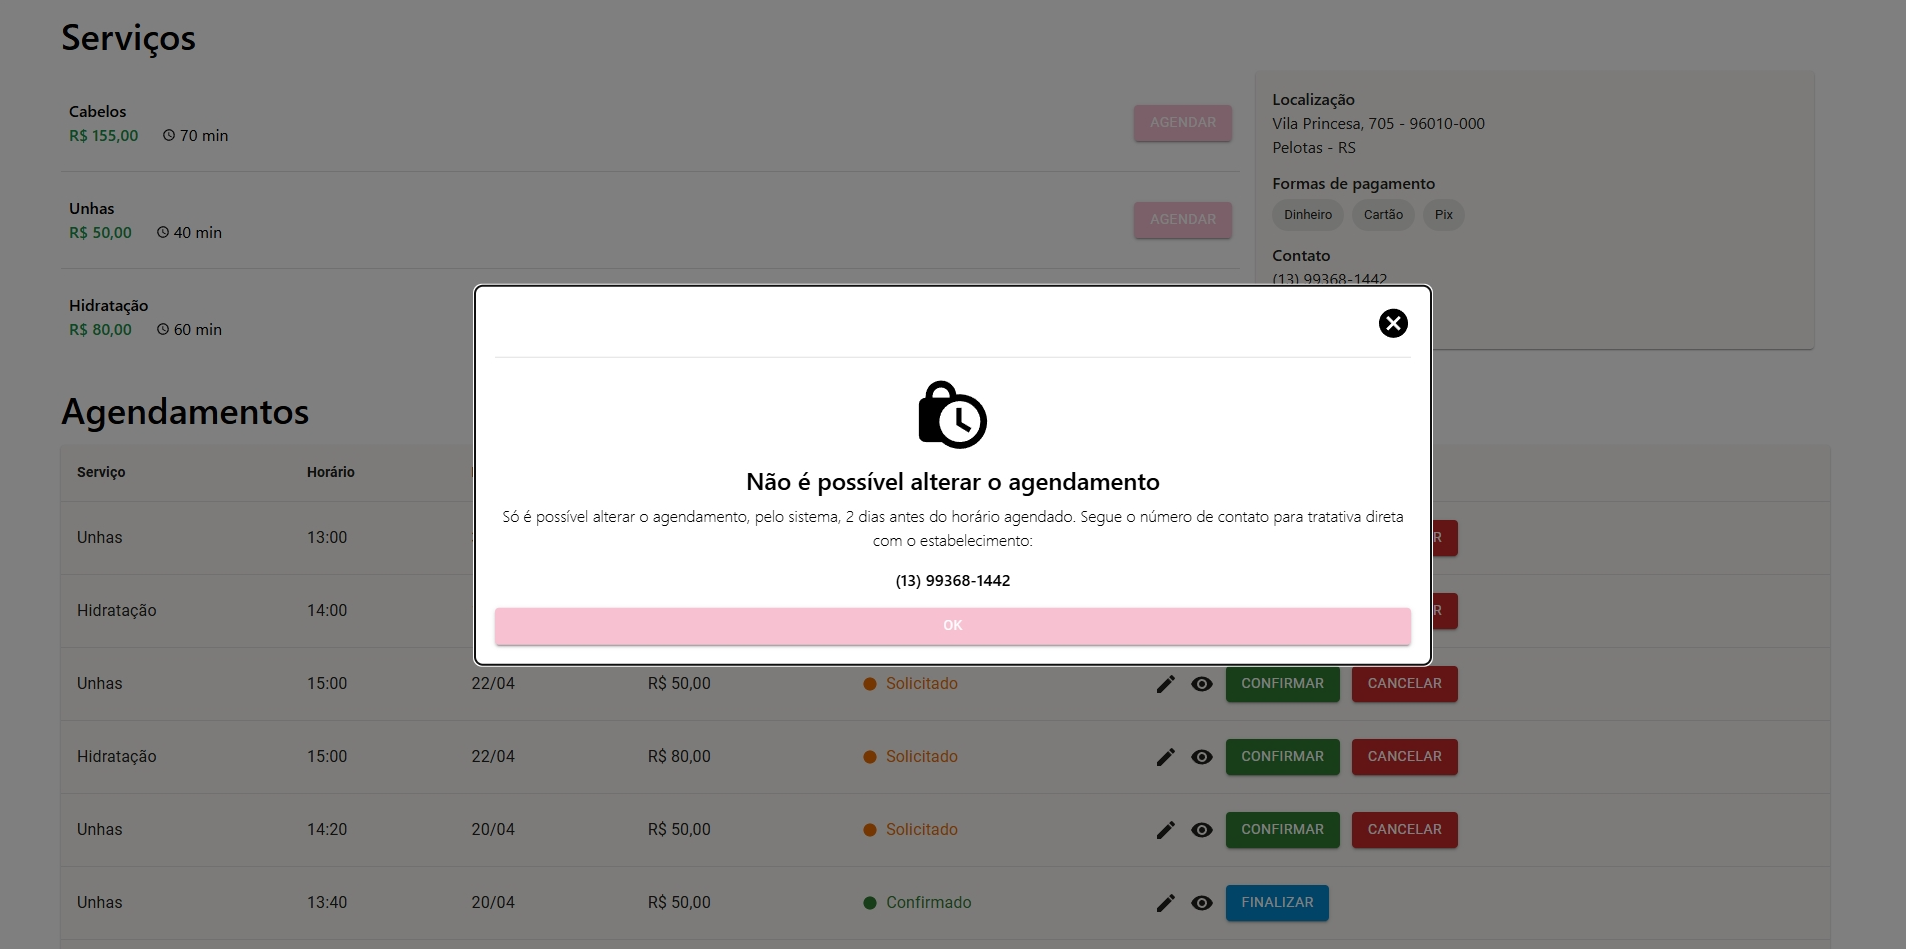 Serviços
Cabelos
R$ 155,00 70 min
AGENDAR
Unhas
R$ 50,00 40 min
AGENDAR
Hidratação
R$ 80,00 60 min
Localização
Vila Princesa, 705 - 96010-000
Pelotas - RS
Formas de pagamento
Dinheiro Cartão Pix
Contato
(13) 99368-1442
Não é possível alterar o agendamento
Só é possível alterar o agendamento, pelo sistema, 2 dias antes do horário agendado. Segue o número de contato para tratativa direta
com o estabelecimento:
(13) 99368-1442
OK
Agendamentos
Serviço Horário
Unhas 13:00 R
Hidratação 14:00 R
Unhas 15:00 22/04 R$ 50,00 Solicitado CONFIRMAR CANCELAR
Hidratação 15:00 22/04 R$ 80,00 Solicitado CONFIRMAR CANCELAR
Unhas 14:20 20/04 R$ 50,00 Solicitado CONFIRMAR CANCELAR
Unhas 13:40 20/04 R$ 50,00 Confirmado FINALIZAR